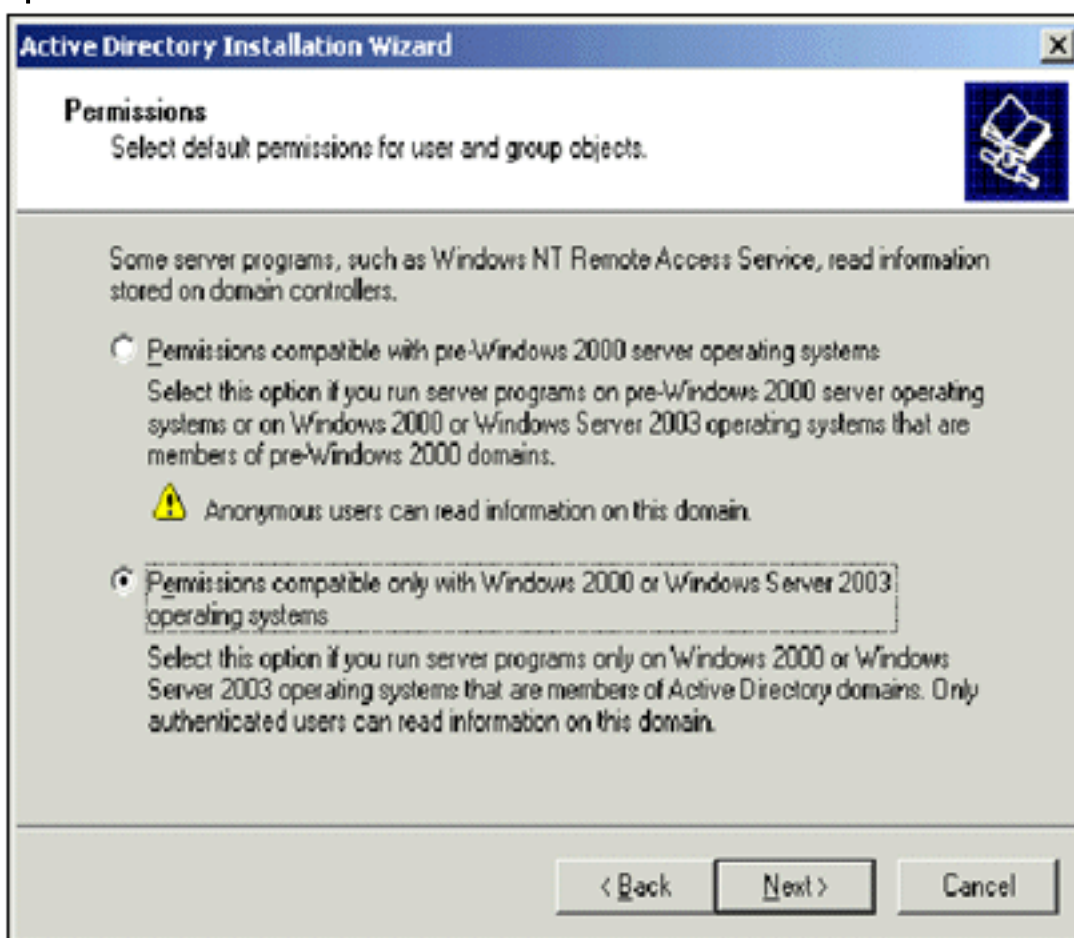 Active Directory Installation Wizard
Permissions
Select default permissions for user and group objects.
Some server programs, such as Windows NT Remote Access Service, read information
stored on domain controllers.
Permissions compatible with pre-Windows 2000 server operating systems
Select this option if you run server programs on pre-Windows 2000 server operating
systems or on Windows 2000 or Windows Server 2003 operating systems that are
members of pre-Windows 2000 domains.
Anonymous users can read information on this domain.
Permissions compatible only with Windows 2000 or Windows Server 2003
operating systems
Select this option if you run server programs only on Windows 2000 or Windows
Server 2003 operating systems that are members of Active Directory domains. Only
authenticated users can read information on this domain.
< Back Next > Cancel